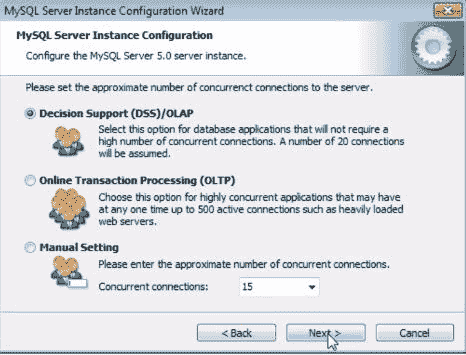 MySQL Server Instance Configuration Wizard
MySQL Server Instance Configuration
Configure the MySQL Server 5.0 server instance.
Please set the approximate number of concurrenct connections to the server.
Decision Support (DSS)/OLAP
Select this option for database applications that will not require a
high number of concurrent connections. A number of 20 connections
will be assumed.
Online Transaction Processing (OLTP)
Choose this option for highly concurrent applications that may have
at any one time up to 500 active connections such as heavily loaded
web servers.
Manual Setting
Please enter the approximate number of concurrent connections.
Concurrent connections: 15
< Back Next > Cancel